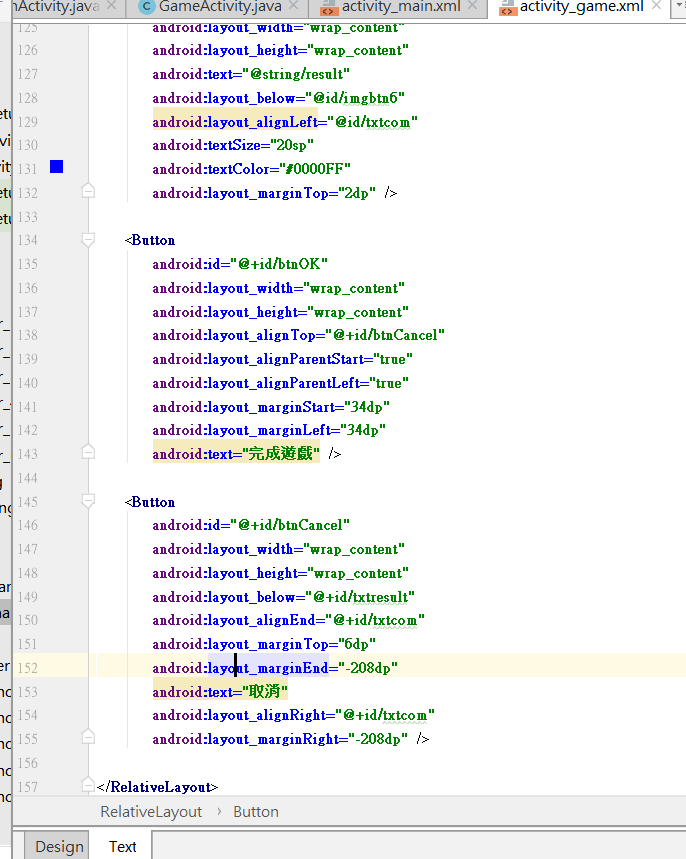 nActivity.java GameActivity.java activity_main.xml activity_game.xml
125 android:layout_width="wrap_content"
126 android:layout_height="wrap_content"
127 android:text="@string/result"
128 android:layout_below="@id/imgbtn6"
129 android:layout_alignLeft="@id/txtcom"
130 android:textSize="20sp"
131 android:textColor="#0000FF"
132 android:layout_marginTop="2dp" />
133
134 <Button
135 android:id="@+id/btnOK"
136 android:layout_width="wrap_content"
137 android:layout_height="wrap_content"
138 android:layout_alignTop="@+id/btnCancel"
139 android:layout_alignParentStart="true"
140 android:layout_alignParentLeft="true"
141 android:layout_marginStart="34dp"
142 android:layout_marginLeft="34dp"
143 android:text="完成遊戲" />
144
145 <Button
146 android:id="@+id/btnCancel"
147 android:layout_width="wrap_content"
148 android:layout_height="wrap_content"
149 android:layout_below="@+id/txtresult"
150 android:layout_alignEnd="@+id/txtcom"
151 android:layout_marginTop="6dp"
152 android:layout_marginEnd="-208dp"
153 android:text="取消"
154 android:layout_alignRight="@+id/txtcom"
155 android:layout_marginRight="-208dp" />
156
157 </RelativeLayout>
RelativeLayout › Button
Design Text